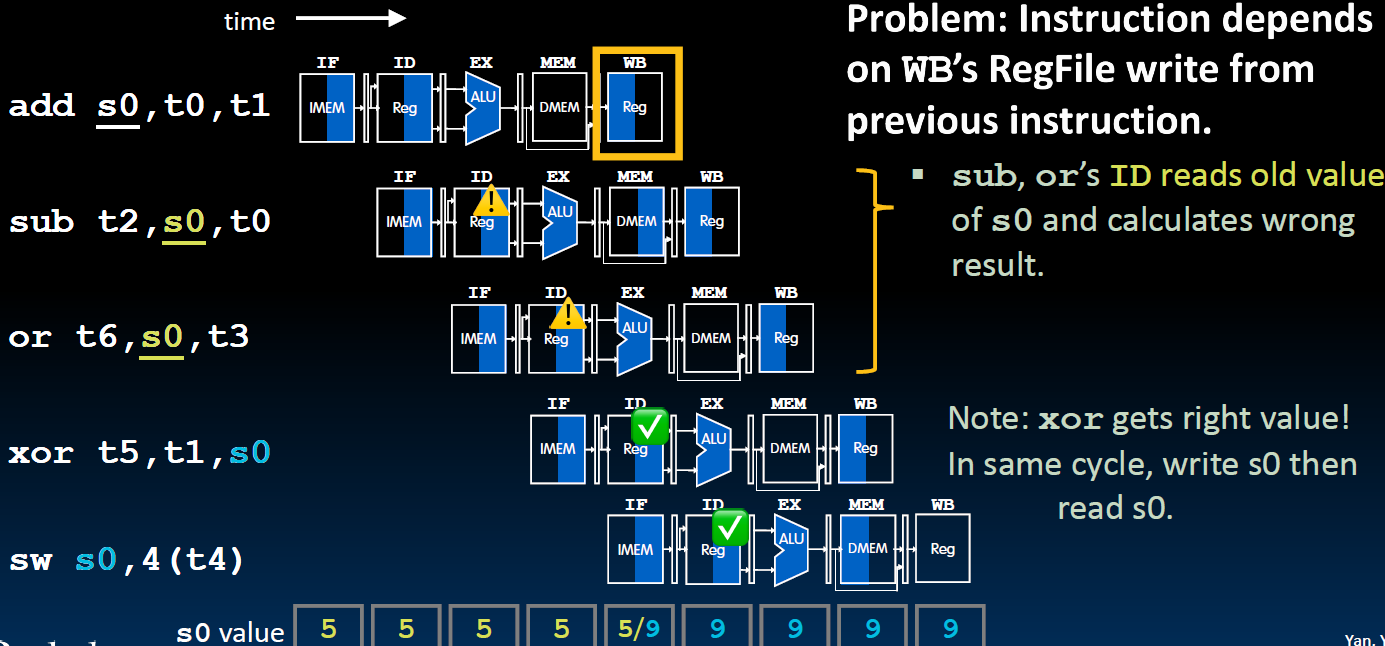 time
Problem: Instruction depends
on WB’s RegFile write from
previous instruction.
IF ID EX MEM WB
add s0,t0,t1
IMEM Reg ALU DMEM Reg
▪ sub, or’s ID reads old value
of s0 and calculates wrong
result.
IF ID EX MEM WB
sub t2,s0,t0
IMEM Reg ALU DMEM Reg
IF ID EX MEM WB
or t6,s0,t3
IMEM Reg ALU DMEM Reg
Note: xor gets right value!
In same cycle, write s0 then
read s0.
IF ID EX MEM WB
xor t5,t1,s0
IMEM Reg ALU DMEM Reg
IF ID EX MEM WB
sw s0,4(t4)
IMEM Reg ALU DMEM Reg
s0 value 5 5 5 5 5/9 9 9 9 9
Yan,